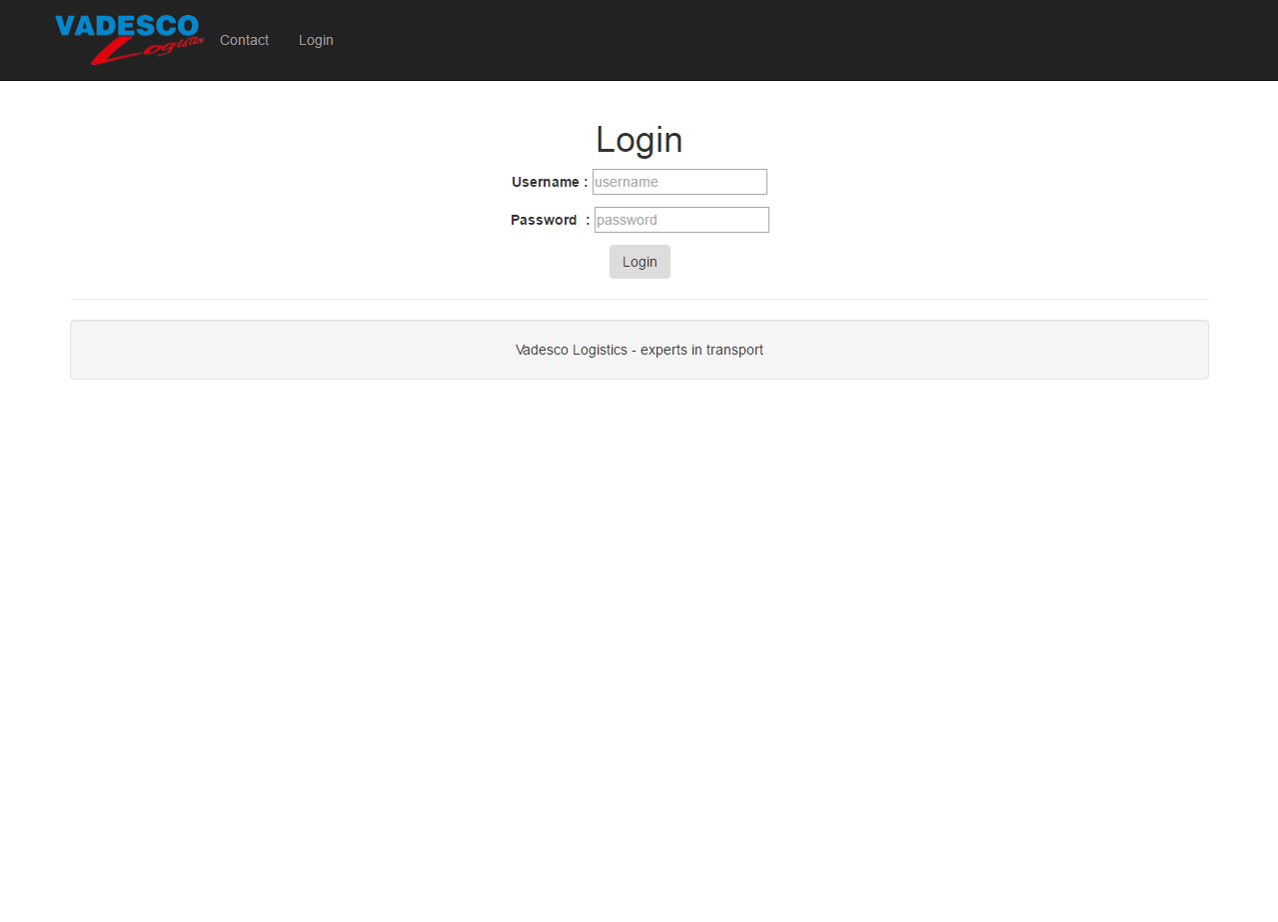 VADESCO
Logistics
Contact
Login
Login
Username :
username
Password :
password
Login
Vadesco Logistics - experts in transport